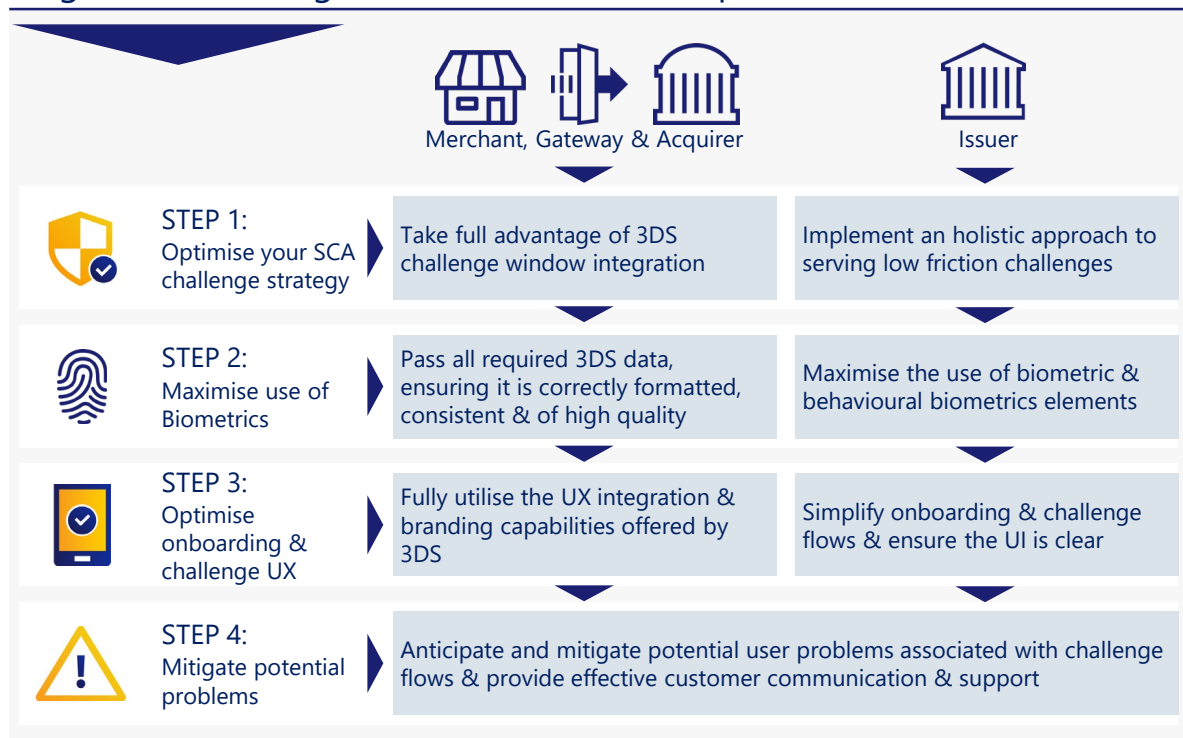 Merchant, Gateway & Acquirer
Issuer
STEP 1:
Optimise your SCA
challenge strategy
Take full advantage of 3DS
challenge window integration
Implement an holistic approach to
serving low friction challenges
STEP 2:
Maximise use of
Biometrics
Pass all required 3DS data,
ensuring it is correctly formatted,
consistent & of high quality
Maximise the use of biometric &
behavioural biometrics elements
STEP 3:
Optimise
onboarding &
challenge UX
Fully utilise the UX integration &
branding capabilities offered by
3DS
Simplify onboarding & challenge
flows & ensure the UI is clear
STEP 4:
Mitigate potential
problems
Anticipate and mitigate potential user problems associated with challenge
flows & provide effective customer communication & support